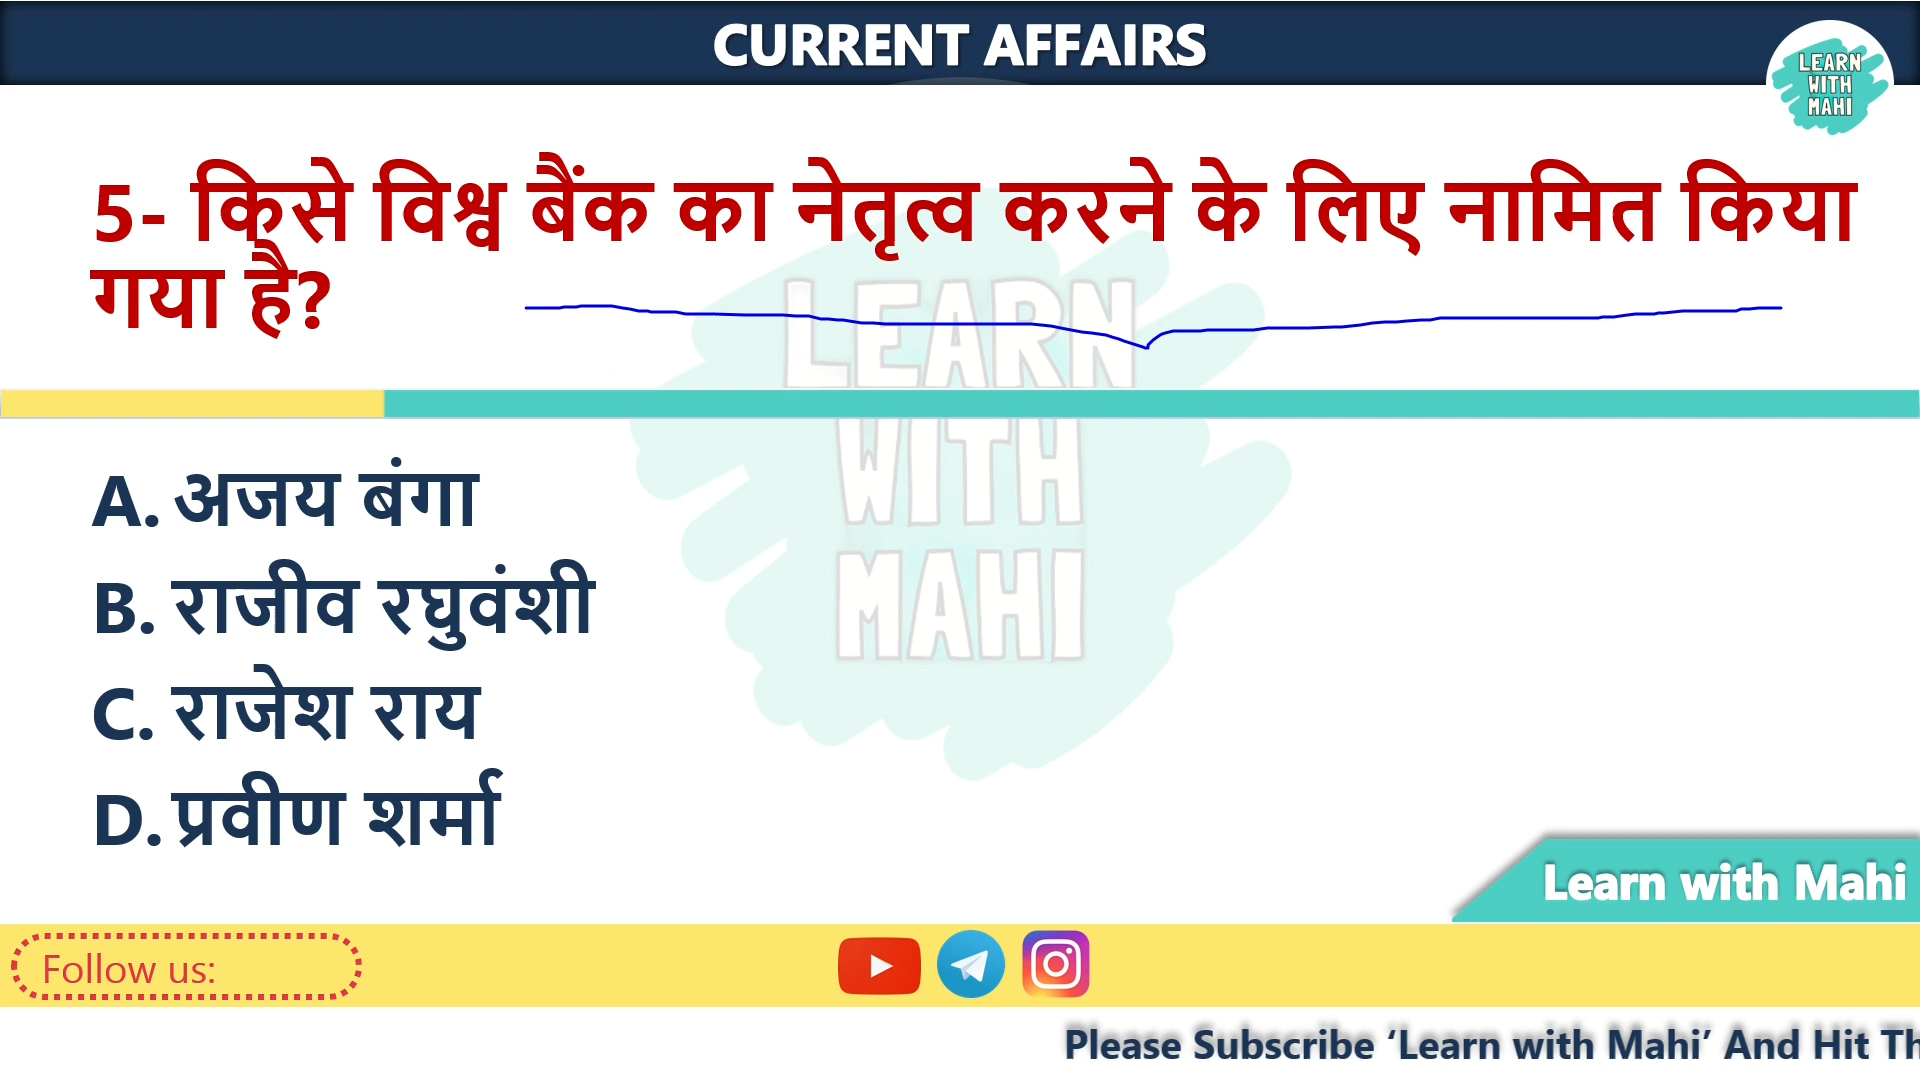 CURRENT AFFAIRS
LEARN
WITH
MAHI
5- किसे विश्व बैंक का नेतृत्व करने के लिए नामित किया
गया है?
LEARN
WITH
MAHI
A. अजय बंगा
B. राजीव रघुवंशी
C. राजेश राय
D. प्रवीण शर्मा
Learn with Mahi
Follow us:
Please Subscribe ‘Learn with Mahi’ And Hit Th